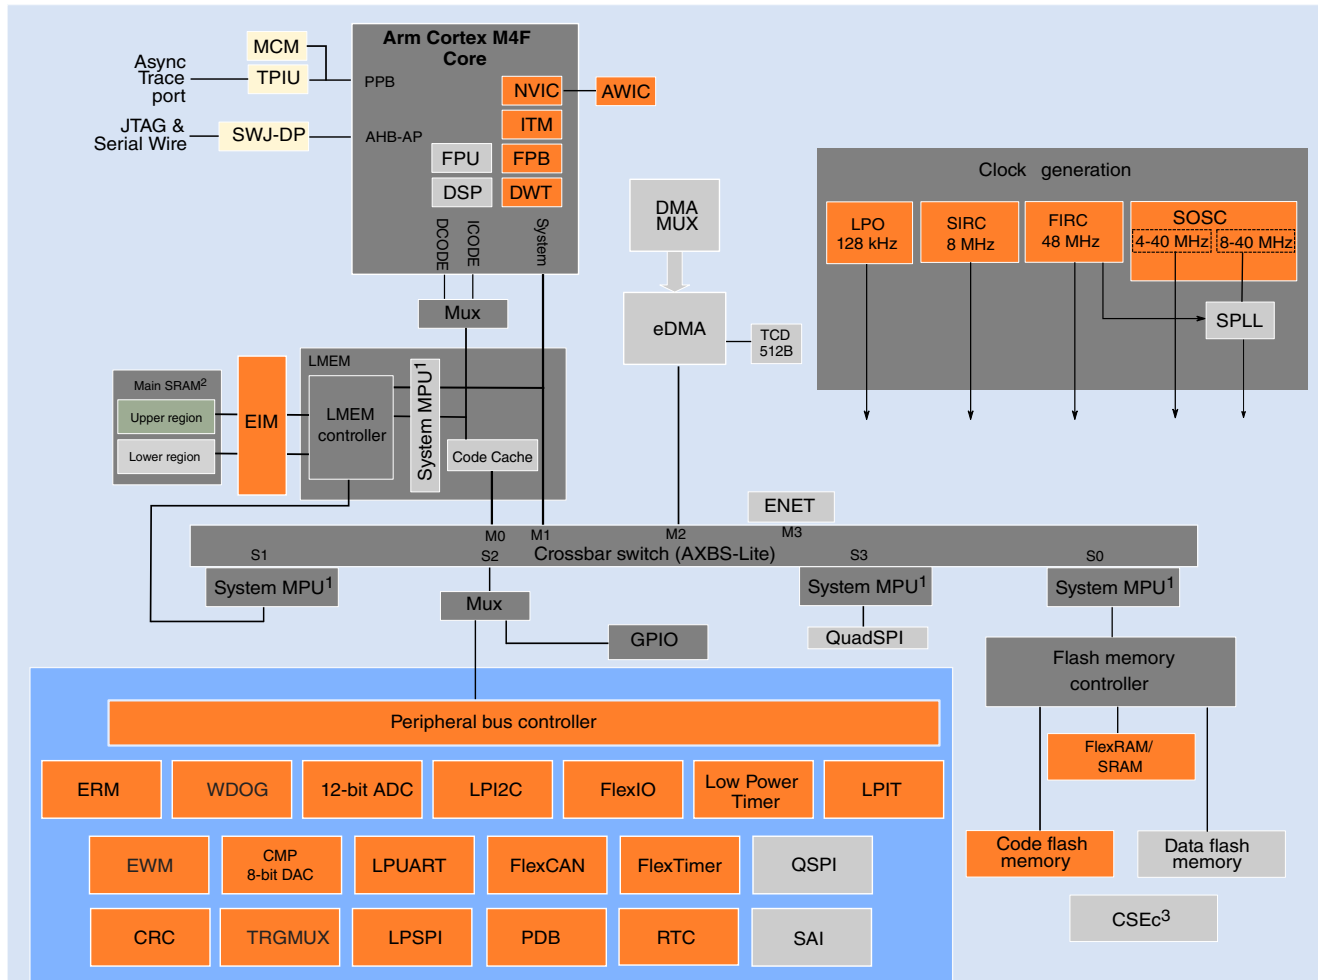 Arm Cortex M4F
Core
MCM
Async
Trace
port
TPIU
PPB
NVIC
AWIC
ITM
JTAG &
Serial Wire
SWJ-DP
AHB-AP
FPU
FPB
DSP
DWT
DCODE
ICODE
System
Mux
DMA
MUX
eDMA
TCD
512B
Clock generation
LPO
128 kHz
SIRC
8 MHz
FIRC
48 MHz
SOSC
4-40 MHz
8-40 MHz
SPLL
LMEM
Main SRAM2
Upper region
Lower region
EIM
LMEM
controller
System MPU1
Code Cache
ENET
M0
M1
M2
M3
Crossbar switch (AXBS-Lite)
S1
S2
S3
S0
System MPU1
Mux
System MPU1
System MPU1
GPIO
QuadSPI
Flash memory
controller
FlexRAM/
SRAM
Code flash
memory
Data flash
memory
CSEc3
Peripheral bus controller
ERM
WDOG
12-bit ADC
LPI2C
FlexIO
Low Power
Timer
LPIT
EWM
CMP
8-bit DAC
LPUART
FlexCAN
FlexTimer
QSPI
CRC
TRGMUX
LPSPI
PDB
RTC
SAI